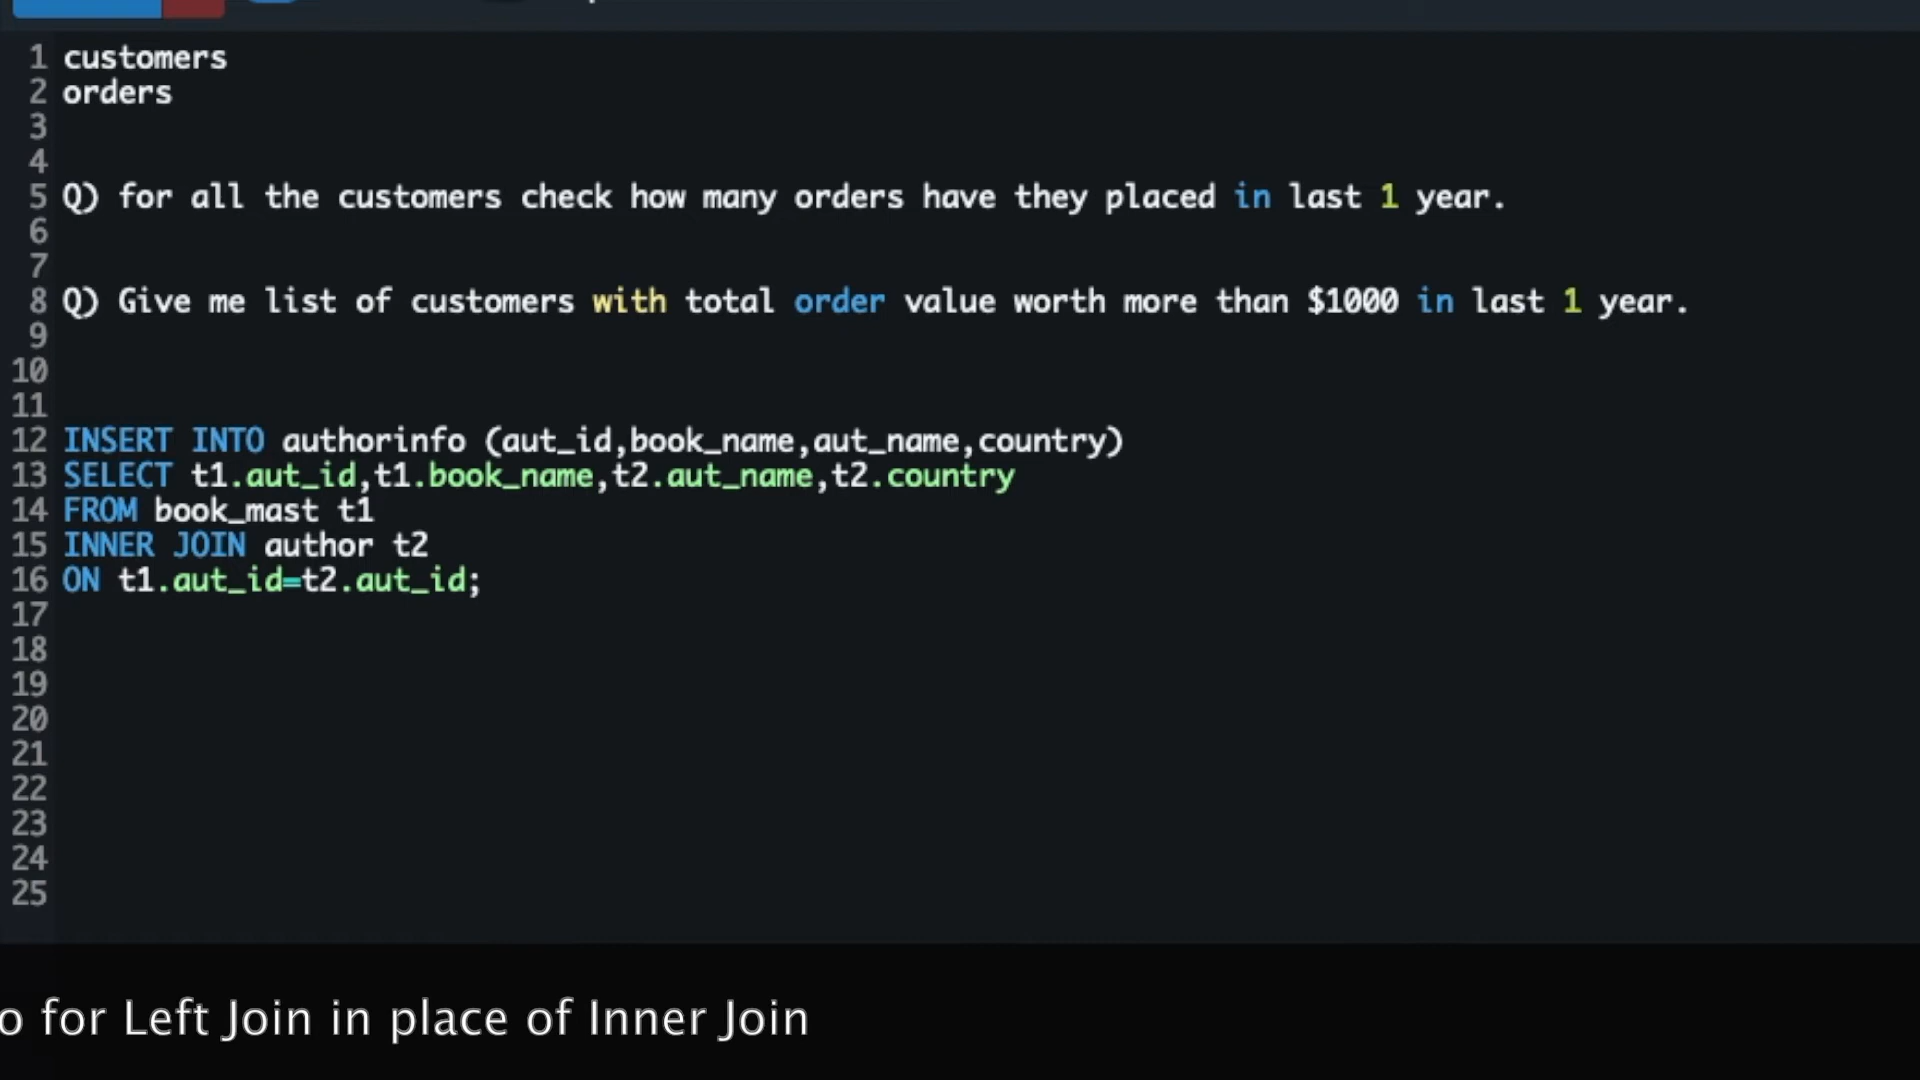 1 customers
2 orders
3
4
5 Q) for all the customers check how many orders have they placed in last 1 year.
6
7
8 Q) Give me list of customers with total order value worth more than $1000 in last 1 year.
9
10
11
12 INSERT INTO authorinfo (aut_id,book_name,aut_name,country)
13 SELECT t1.aut_id,t1.book_name,t2.aut_name,t2.country
14 FROM book_mast t1
15 INNER JOIN author t2
16 ON t1.aut_id=t2.aut_id;
17
18
19
20
21
22
23
24
25
o for Left Join in place of Inner Join